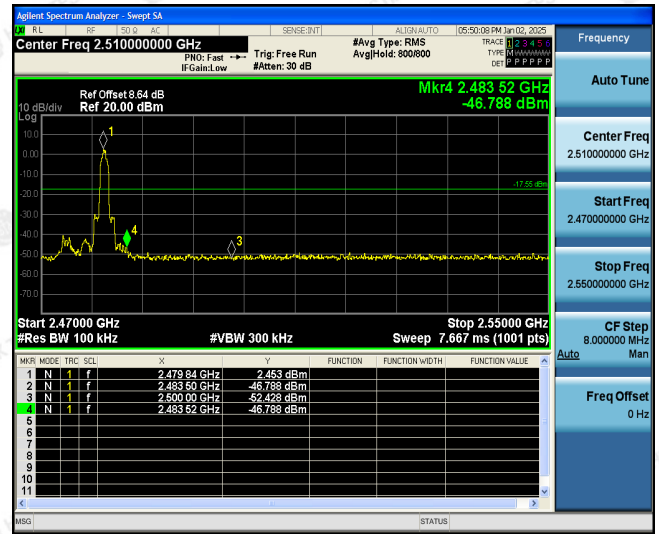 Agilent Spectrum Analyzer - Swept SA
LXI RL RF 50 Ω AC SENSE:INT ALIGN AUTO 05:50:08 PM Jan 02, 2025
Center Freq 2.510000000 GHz #Avg Type: RMS TRACE 1 2 3 4 5 6
PNO: Fast Trig: Free Run Avg|Hold: 800/800 TYPE M W W W W W
IFGain:Low #Atten: 30 dB DET P P P P P P
Mkr4 2.483 52 GHz
-46.788 dBm
Ref Offset 8.64 dB
10 dB/div Ref 20.00 dBm
Log
10.0
0.00
-10.0
-20.0
-30.0
-40.0
-50.0
-60.0
-70.0
1
4
3
-17.55 dBm
Start 2.47000 GHz Stop 2.55000 GHz
#Res BW 100 kHz #VBW 300 kHz Sweep 7.667 ms (1001 pts)
MKR MODE TRC SCL X Y FUNCTION FUNCTION WIDTH FUNCTION VALUE
1 N 1 f 2.479 84 GHz 2.453 dBm
2 N 1 f 2.483 50 GHz -46.788 dBm
3 N 1 f 2.500 00 GHz -52.428 dBm
4 N 1 f 2.483 52 GHz -46.788 dBm
5
6
7
8
9
10
11
MSG STATUS
Frequency
Auto Tune
Center Freq
2.510000000 GHz
Start Freq
2.470000000 GHz
Stop Freq
2.550000000 GHz
CF Step
8.000000 MHz
Auto Man
Freq Offset
0 Hz